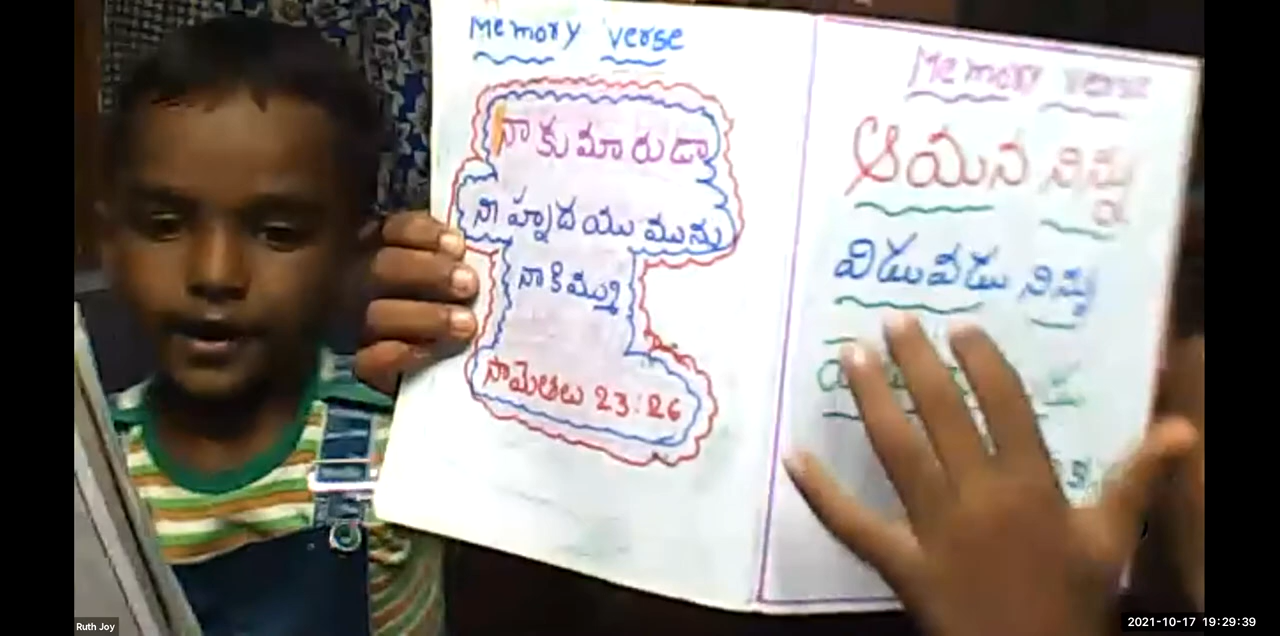 Memory verse
నా కుమారుడా
నీ హృదయమును
నాకిమ్ము
సామెతలు 23:26
Memory verse
ఆయన నిన్ను
విడువడు నిన్ను
Ruth Joy
2021-10-17 19:29:39